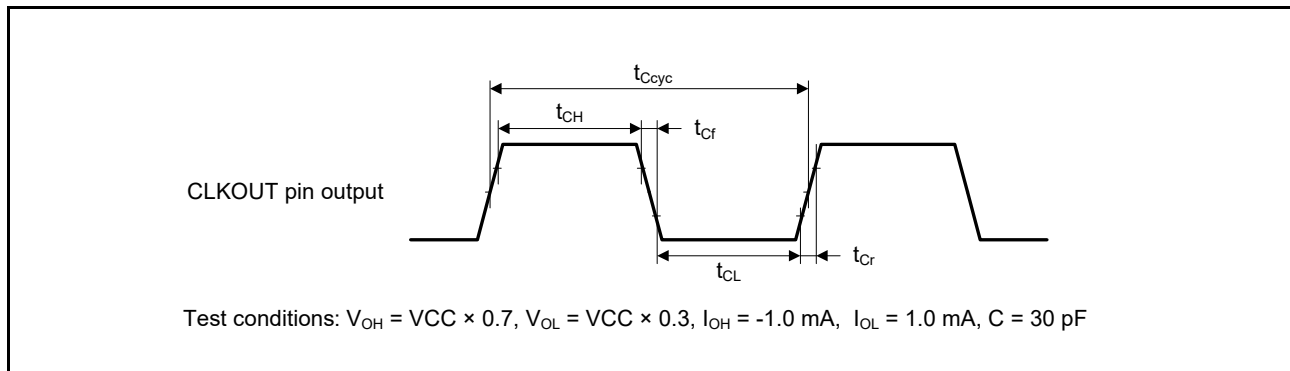 tCcyc
tCH
tCf
CLKOUT pin output
tCL
tCr
Test conditions: VOH = VCC × 0.7, VOL = VCC × 0.3, IOH = -1.0 mA, IOL = 1.0 mA, C = 30 pF